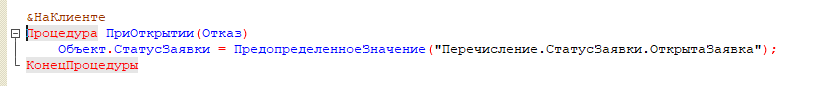 &НаКлиенте
Процедура ПриОткрытии(Отказ)
Объект.СтатусЗаявки = ПредопределенноеЗначение("Перечисление.СтатусЗаявки.ОткрытаЗаявка");
КонецПроцедуры